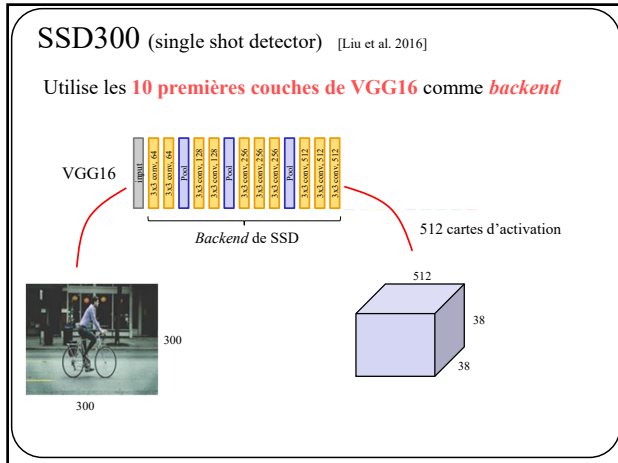 SSD300 (single shot detector) [Liu et al. 2016]
Utilise les 10 premières couches de VGG16 comme backend
VGG16
input
3x3 conv, 64
3x3 conv, 64
Pool
3x3 conv, 128
3x3 conv, 128
Pool
3x3 conv, 256
3x3 conv, 256
3x3 conv, 256
Pool
3x3 conv, 512
3x3 conv, 512
3x3 conv, 512
Backend de SSD
512 cartes d’activation
300
300
512
38
38